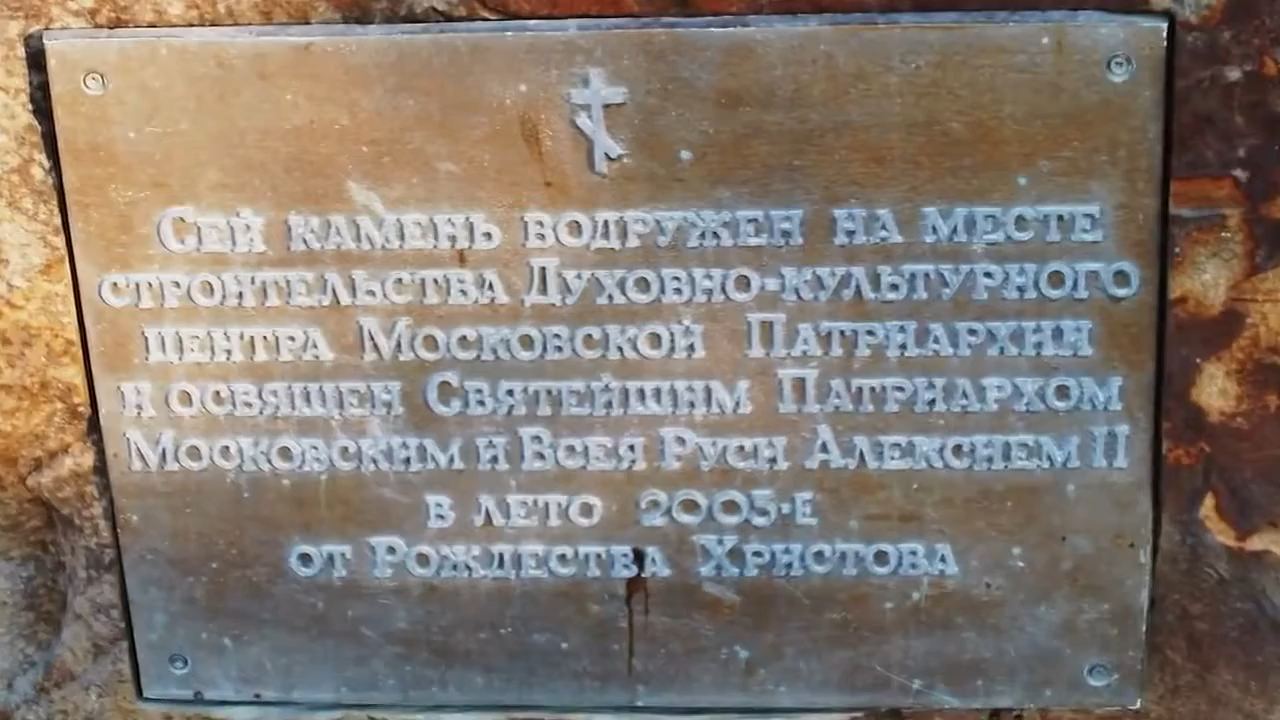 Сей камень водружен на месте
строительства Духовно-культурного
центра Московской Патриархии
и освящен Святейшим Патриархом
Московским и Всея Руси Алексием II
в лето 2005-е
от Рождества Христова